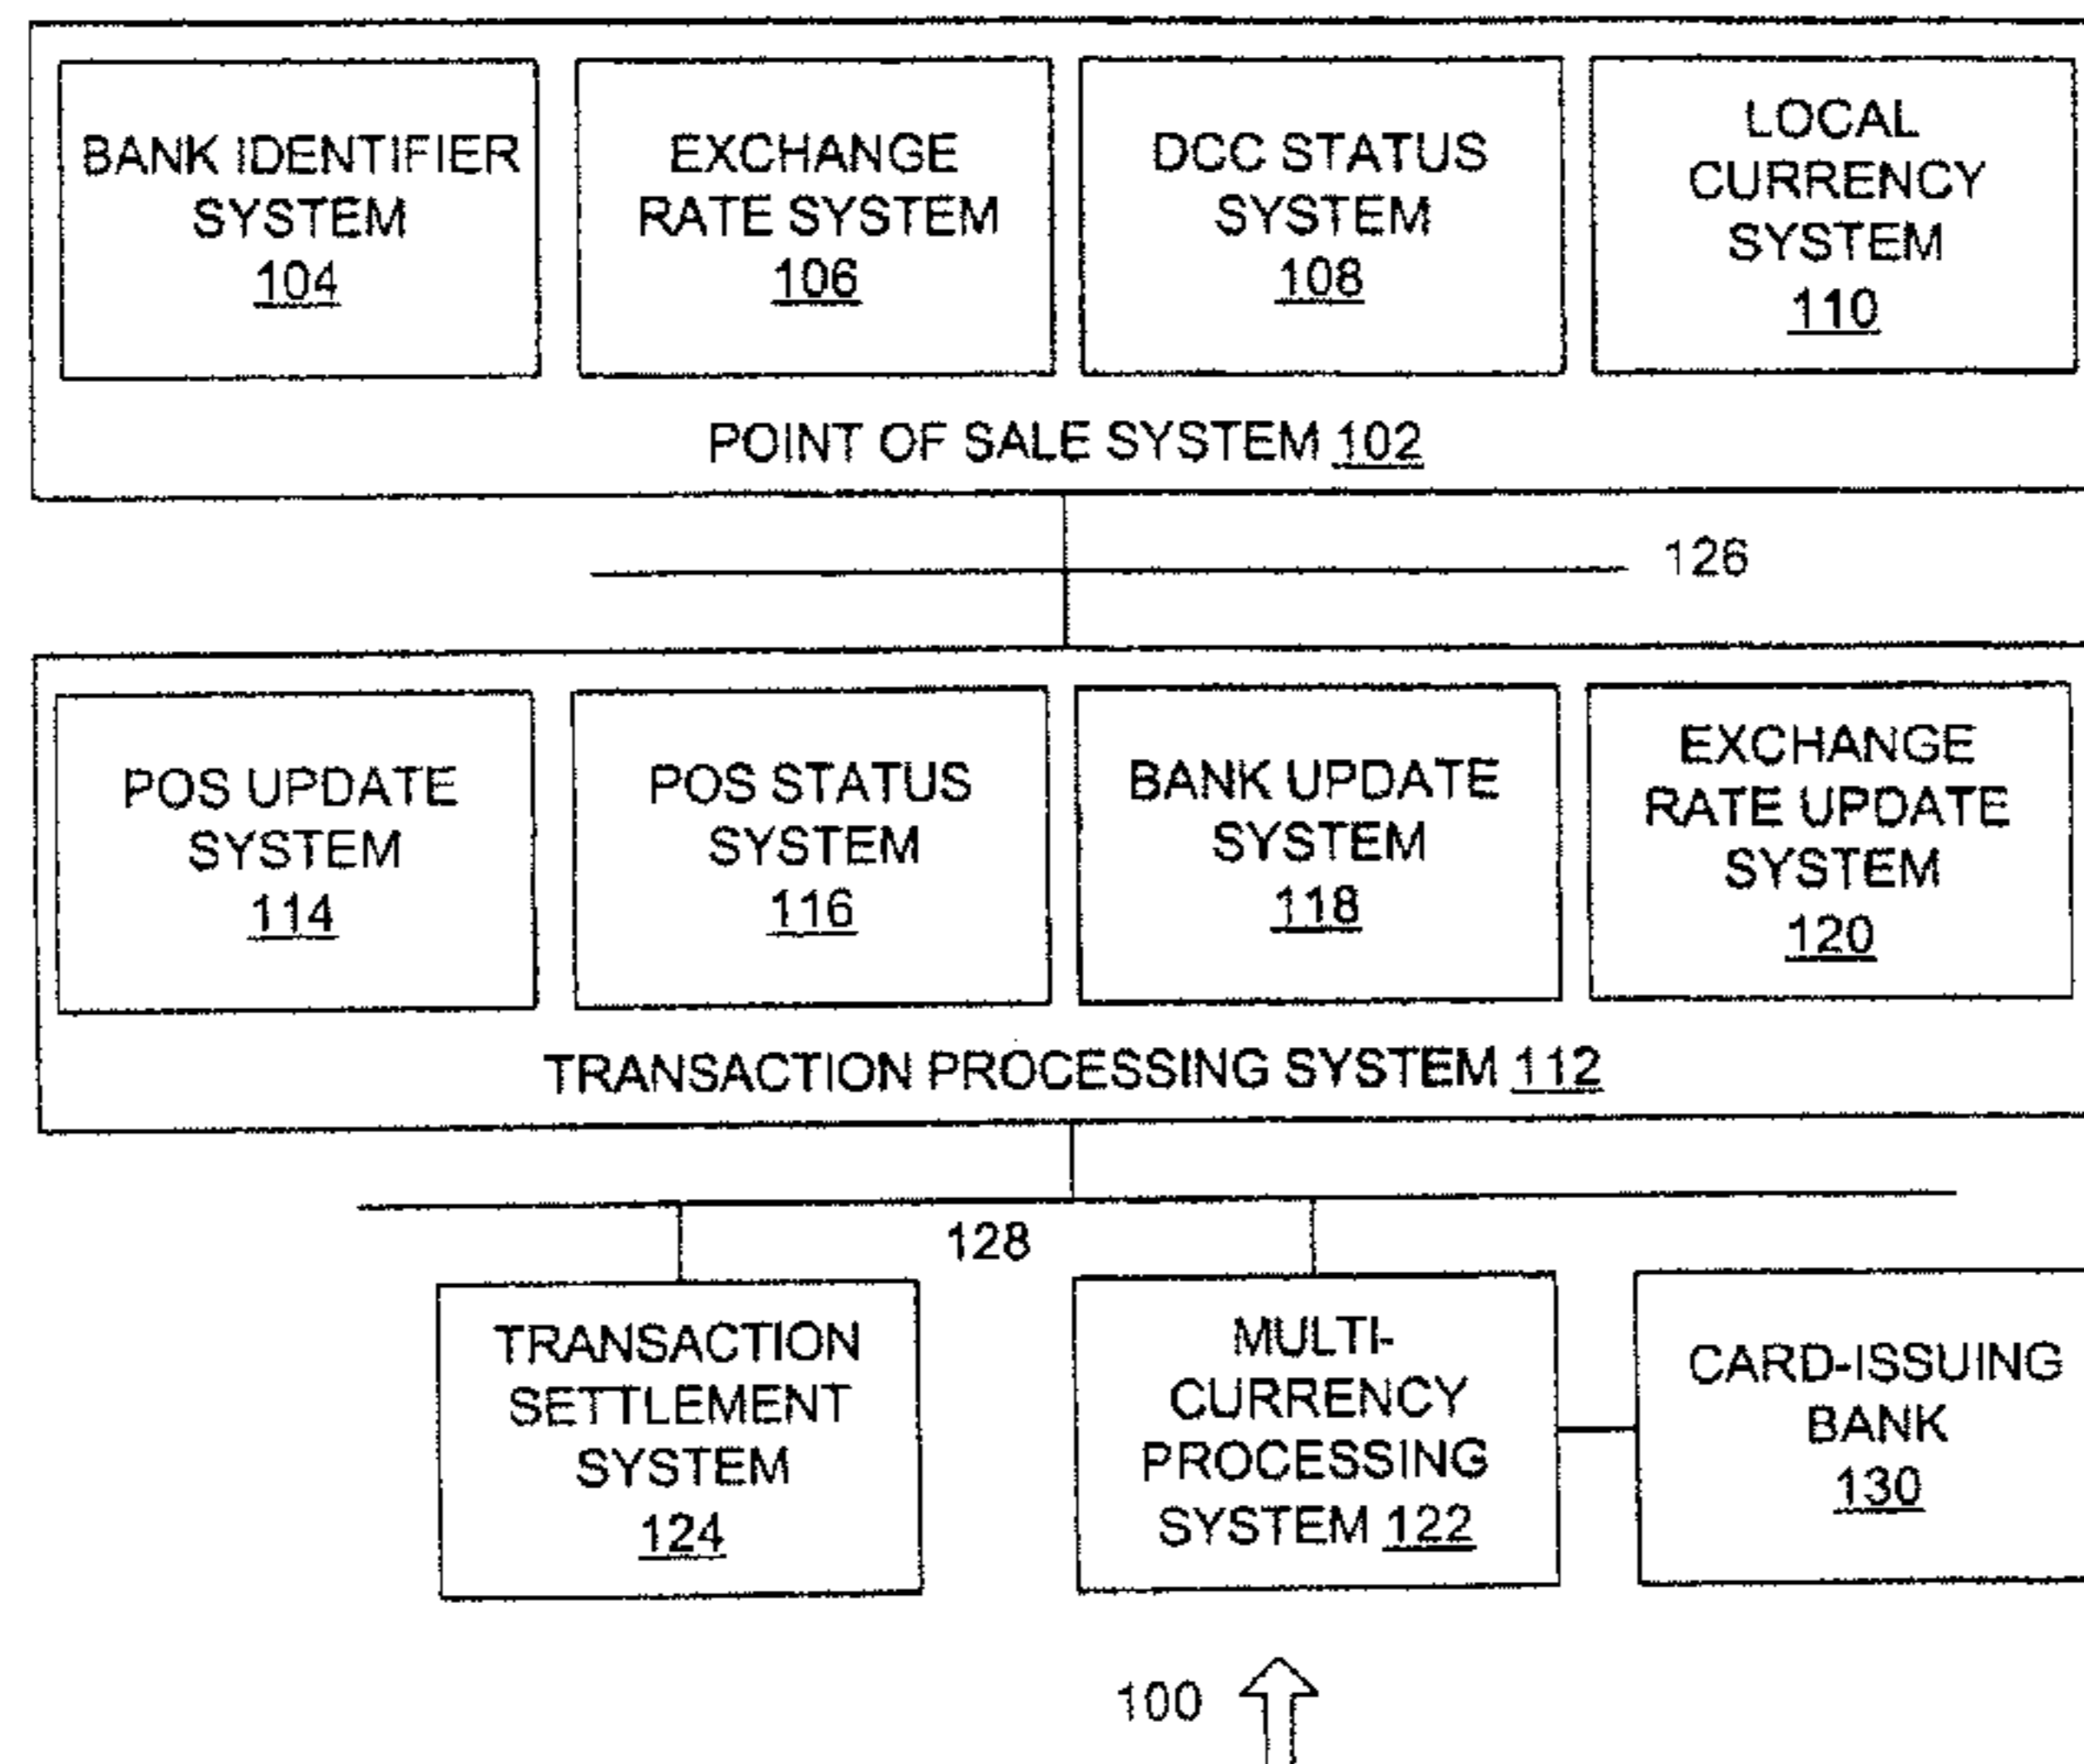 BANK IDENTIFIER
SYSTEM
104
EXCHANGE
RATE SYSTEM
106
DCC STATUS
SYSTEM
108
LOCAL
CURRENCY
SYSTEM
110
POINT OF SALE SYSTEM 102
126
POS UPDATE
SYSTEM
114
POS STATUS
SYSTEM
116
BANK UPDATE
SYSTEM
118
EXCHANGE
RATE UPDATE
SYSTEM
120
TRANSACTION PROCESSING SYSTEM 112
128
TRANSACTION
SETTLEMENT
SYSTEM
124
MULTI-
CURRENCY
PROCESSING
SYSTEM 122
CARD-ISSUING
BANK
130
100